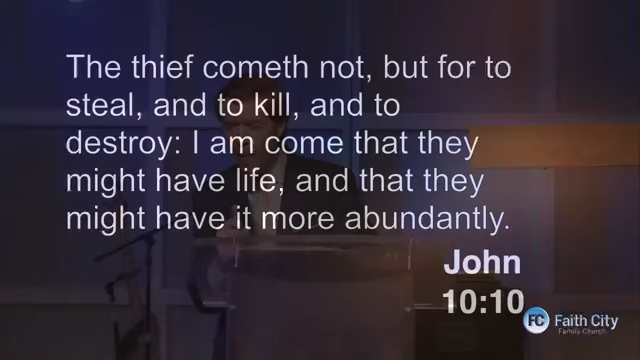 The thief cometh not, but for to
steal, and to kill, and to
destroy: I am come that they
might have life, and that they
might have it more abundantly.
John
10:10
FC Faith City
Family Church